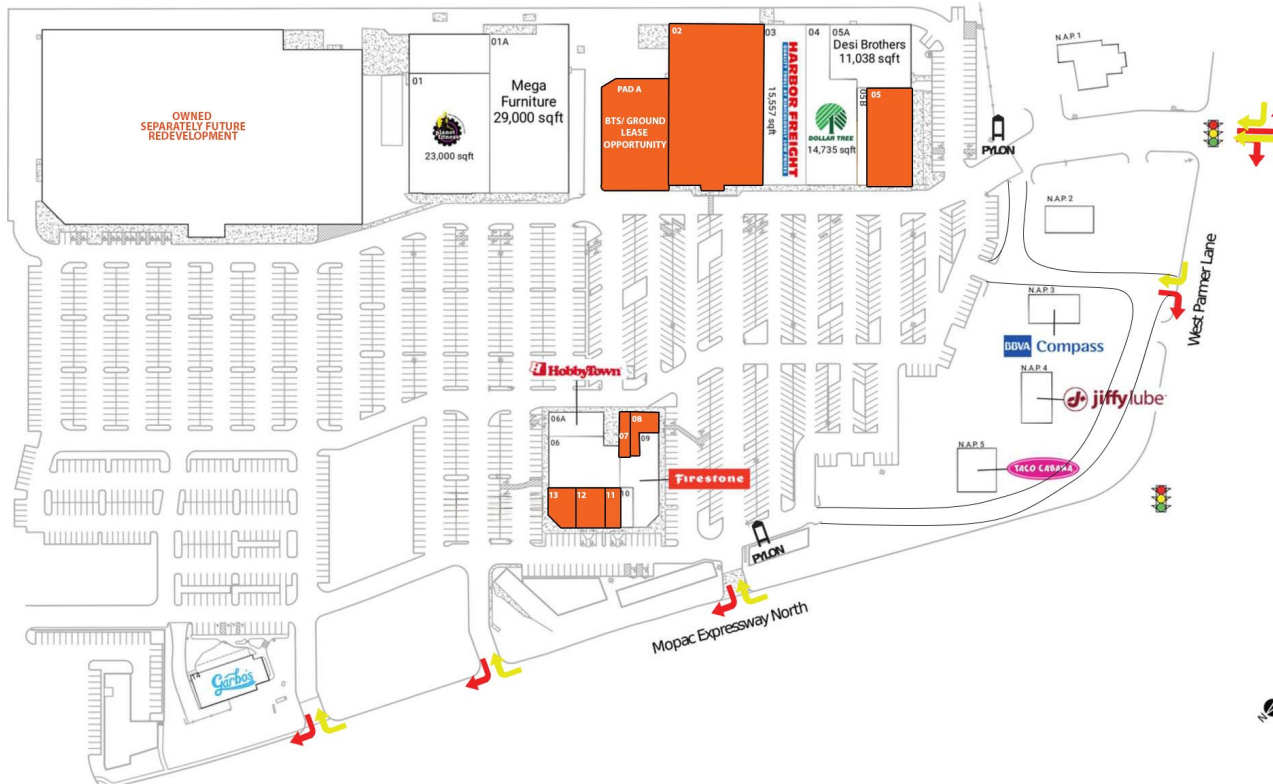 OWNED
SEPARATELY FUTURE
REDEVELOPMENT
01
planet
fitness
23,000 sqft
01A
Mega
Furniture
29,000 sqft
PAD A
BTS/ GROUND
LEASE
OPPORTUNITY
02
03
HARBOR FREIGHT
15,557 sqft
04
DOLLAR TREE
14,735 sqft
05A
Desi Brothers
11,038 sqft
05B
05
PYLON
N.A.P. 1
N.A.P. 2
West Parmer Lane
N.A.P. 3
BBVA Compass
N.A.P. 4
jiffy lube
N.A.P. 5
TACO CABANA
HobbyTown
06A
06
07
08
09
Firestone
13
12
11
10
PYLON
Mopac Expressway North
14
Garbo's
N